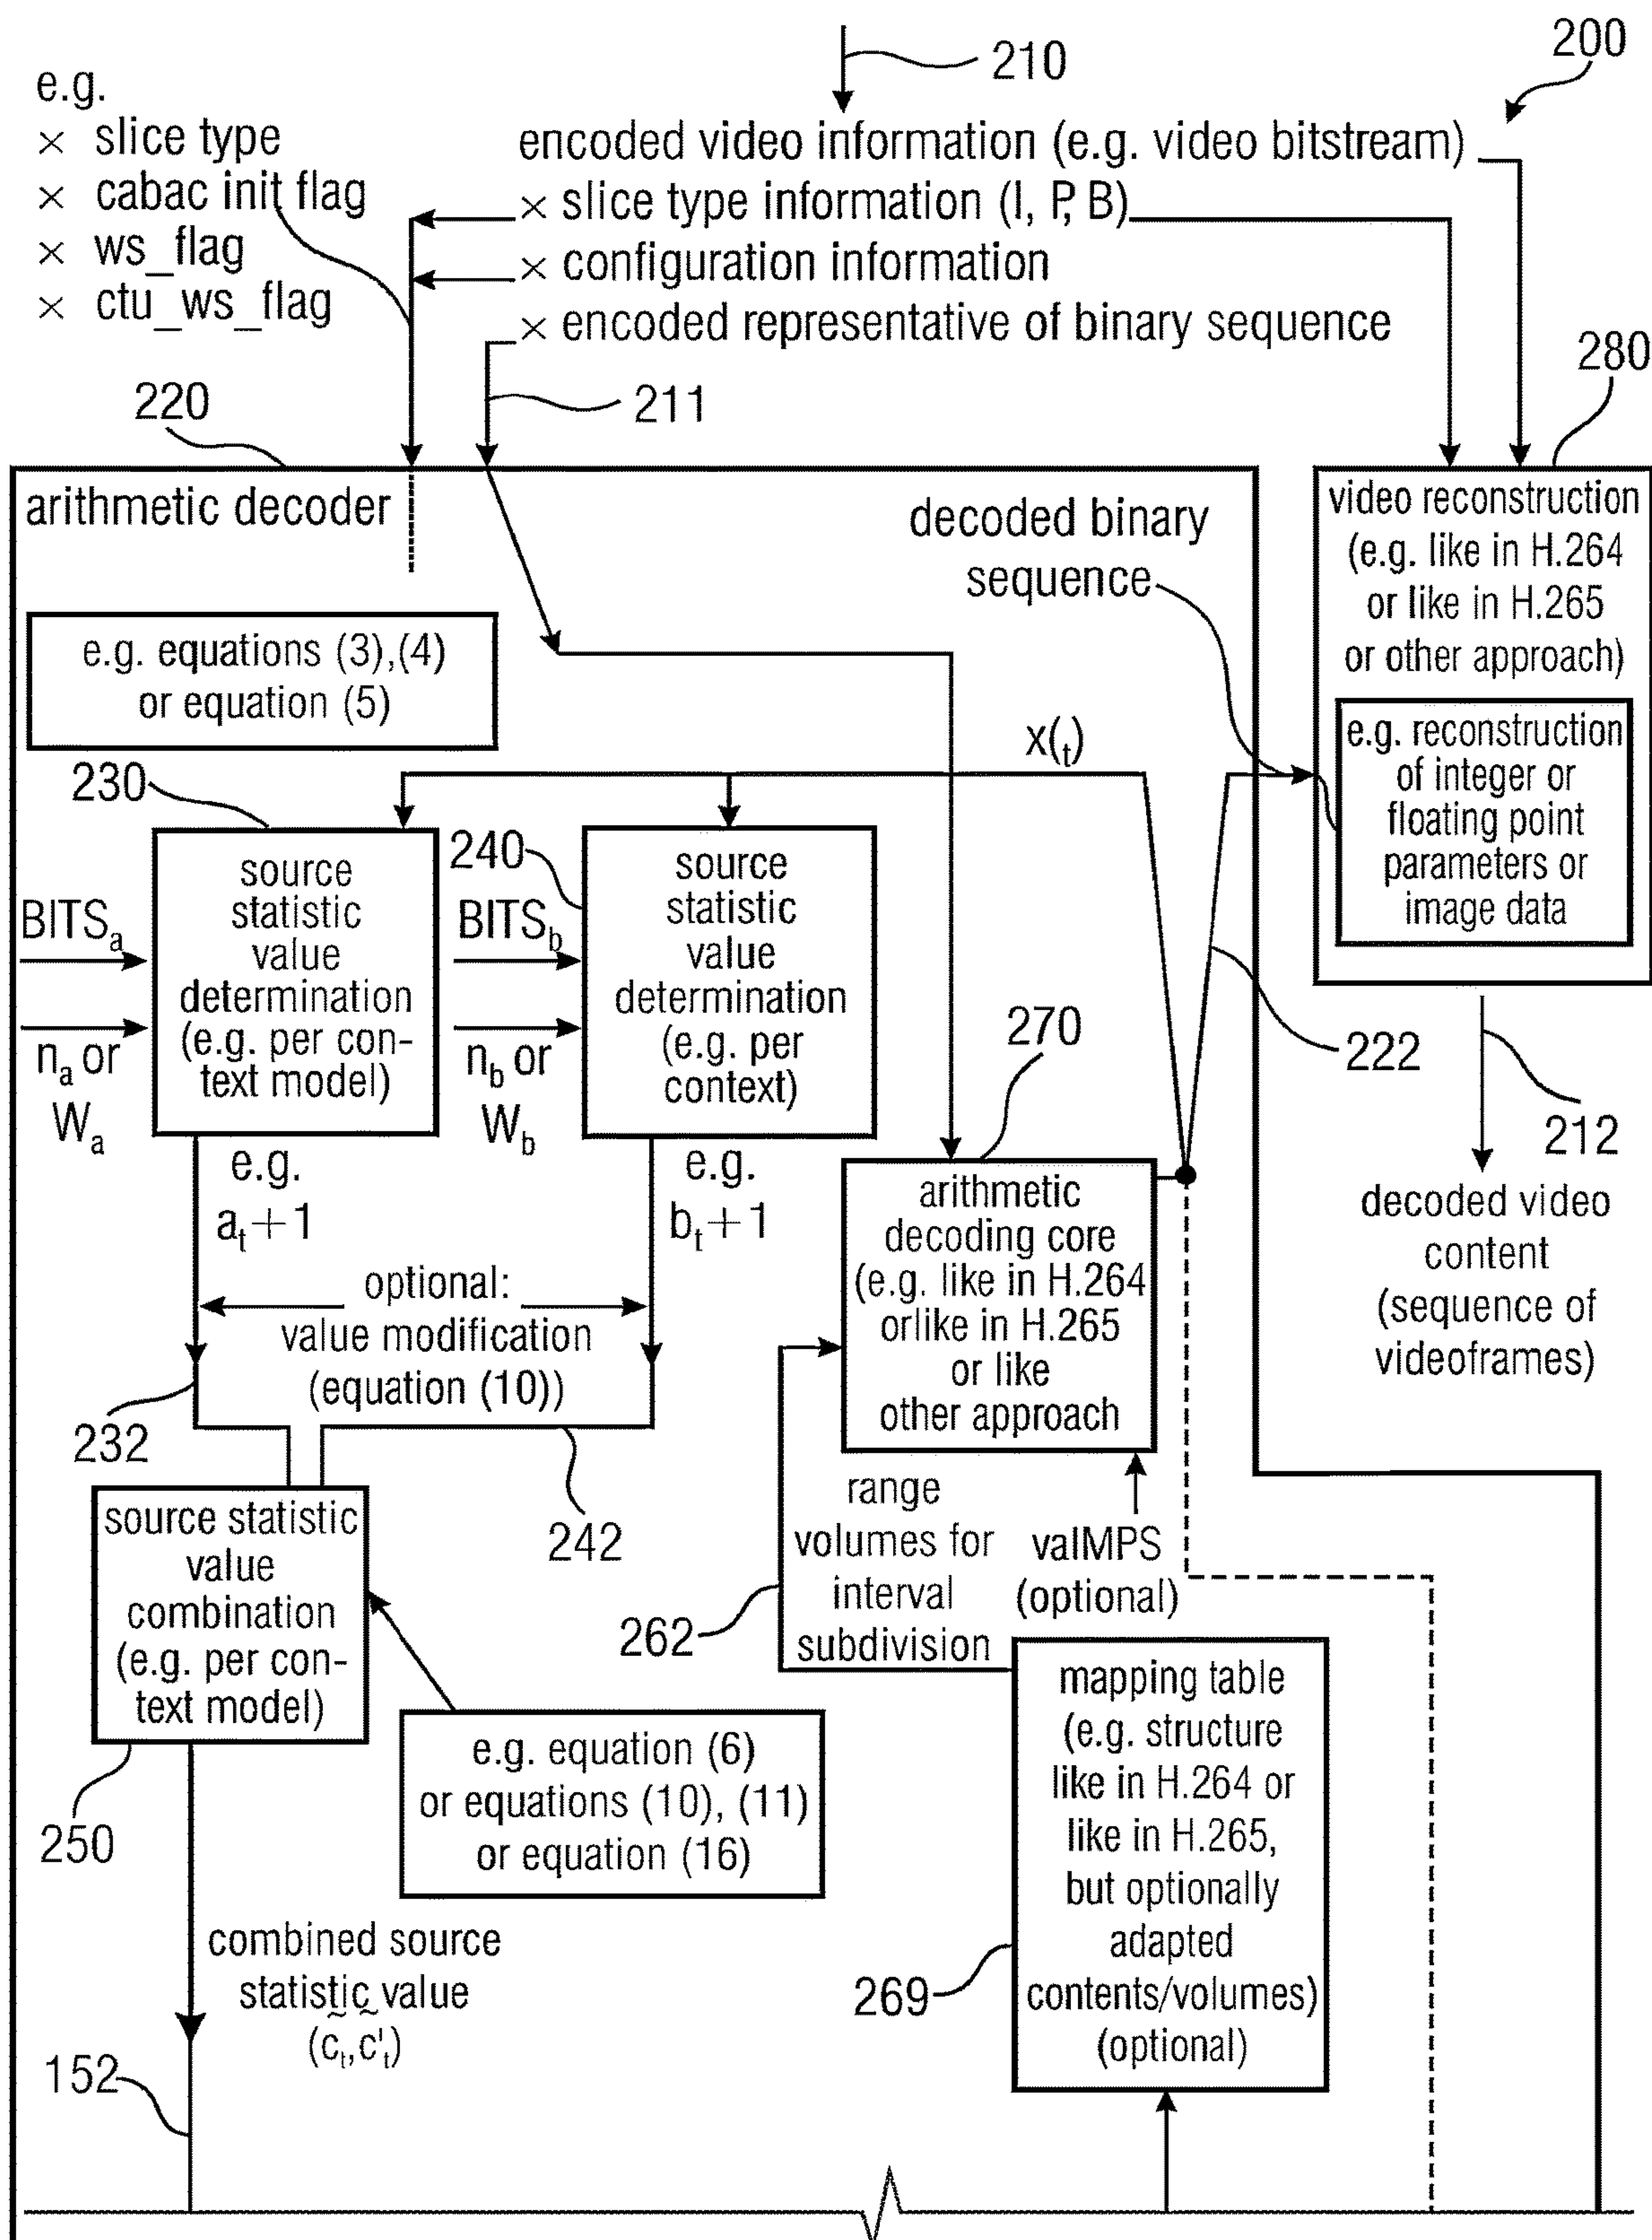 210
200
e.g.
× slice type
× cabac init flag
× ws_flag
× ctu_ws_flag
encoded video information (e.g. video bitstream)
× slice type information (I, P, B)
× configuration information
× encoded representative of binary sequence
280
220
211
arithmetic decoder
decoded binary
sequence
video reconstruction
(e.g. like in H.264
or like in H.265
or other approach)
e.g. reconstruction
of integer or
floating point
parameters or
image data
e.g. equations (3),(4)
or equation (5)
x(t)
230
240
BITSa
na or
Wa
source
statistic
value
determination
(e.g. per con-
text model)
BITSb
nb or
Wb
source
statistic
value
determination
(e.g. per
context)
270
222
212
e.g.
at+1
e.g.
bt+1
arithmetic
decoding core
(e.g. like in H.264
orlike in H.265
or like
other approach
decoded video
content
(sequence of
videoframes)
optional:
value modification
(equation (10))
232
242
source statistic
value
combination
(e.g. per con-
text model)
range
volumes for
interval
subdivision
valMPS
(optional)
262
250
e.g. equation (6)
or equations (10), (11)
or equation (16)
mapping table
(e.g. structure
like in H.264 or
like in H.265,
but optionally
adapted
contents/volumes)
(optional)
269
combined source
statistic value
(c̃t,c̃'t)
152